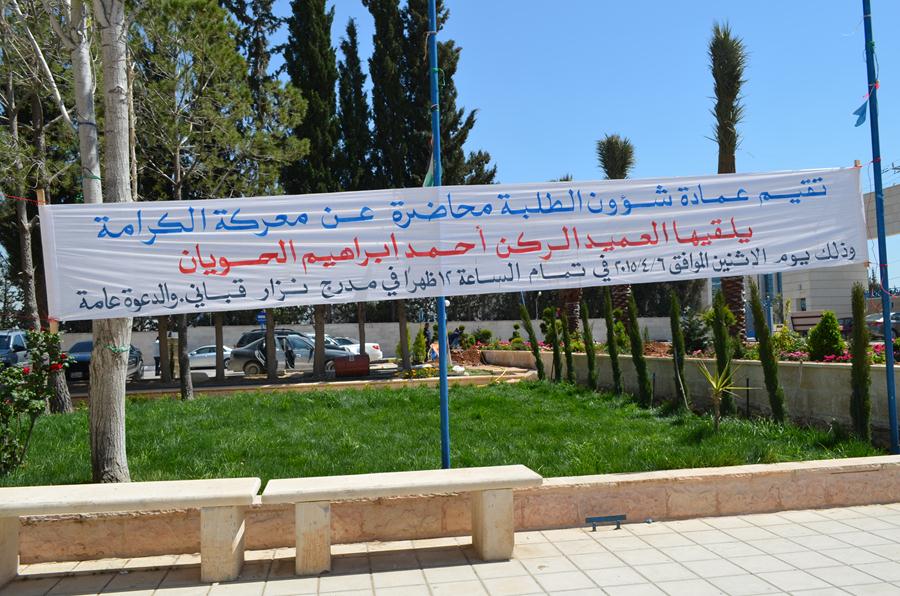 تقيم عمادة شؤون الطلبة محاضرة عن معركة الكرامة
يلقيها العميد الركن أحمد ابراهيم الحويان
وذلك يوم الاثنين الموافق ٢٠١٥/٤/٦ في تمام الساعة ١٢ ظهراً في مدرج نزار قباني . والدعوة عامة